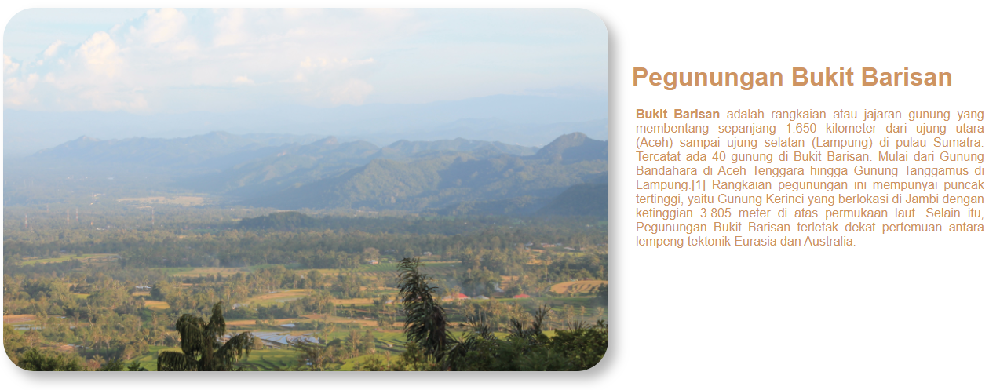 Pegunungan Bukit Barisan
Bukit Barisan adalah rangkaian atau jajaran gunung yang
membentang sepanjang 1.650 kilometer dari ujung utara
(Aceh) sampai ujung selatan (Lampung) di pulau Sumatra.
Tercatat ada 40 gunung di Bukit Barisan. Mulai dari Gunung
Bandahara di Aceh Tenggara hingga Gunung Tanggamus di
Lampung.[1] Rangkaian pegunungan ini mempunyai puncak
tertinggi, yaitu Gunung Kerinci yang berlokasi di Jambi dengan
ketinggian 3.805 meter di atas permukaan laut. Selain itu,
Pegunungan Bukit Barisan terletak dekat pertemuan antara
lempeng tektonik Eurasia dan Australia.